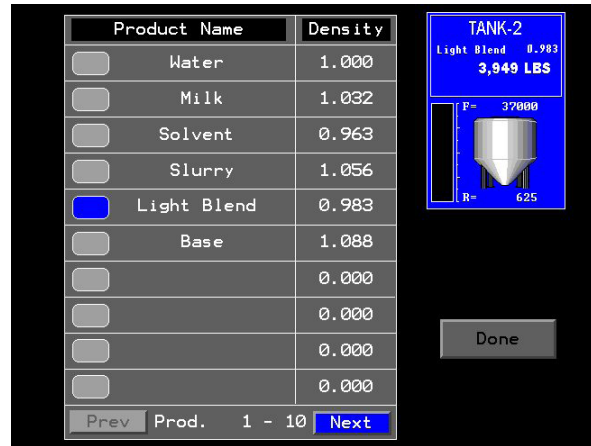 Product Name Density
Water 1.000
Milk 1.032
Solvent 0.963
Slurry 1.056
Light Blend 0.983
Base 1.088
0.000
0.000
0.000
0.000
Prev Prod. 1 - 10 Next
TANK-2
Light Blend 0.983
3,949 LBS
F= 37000
R= 625
Done